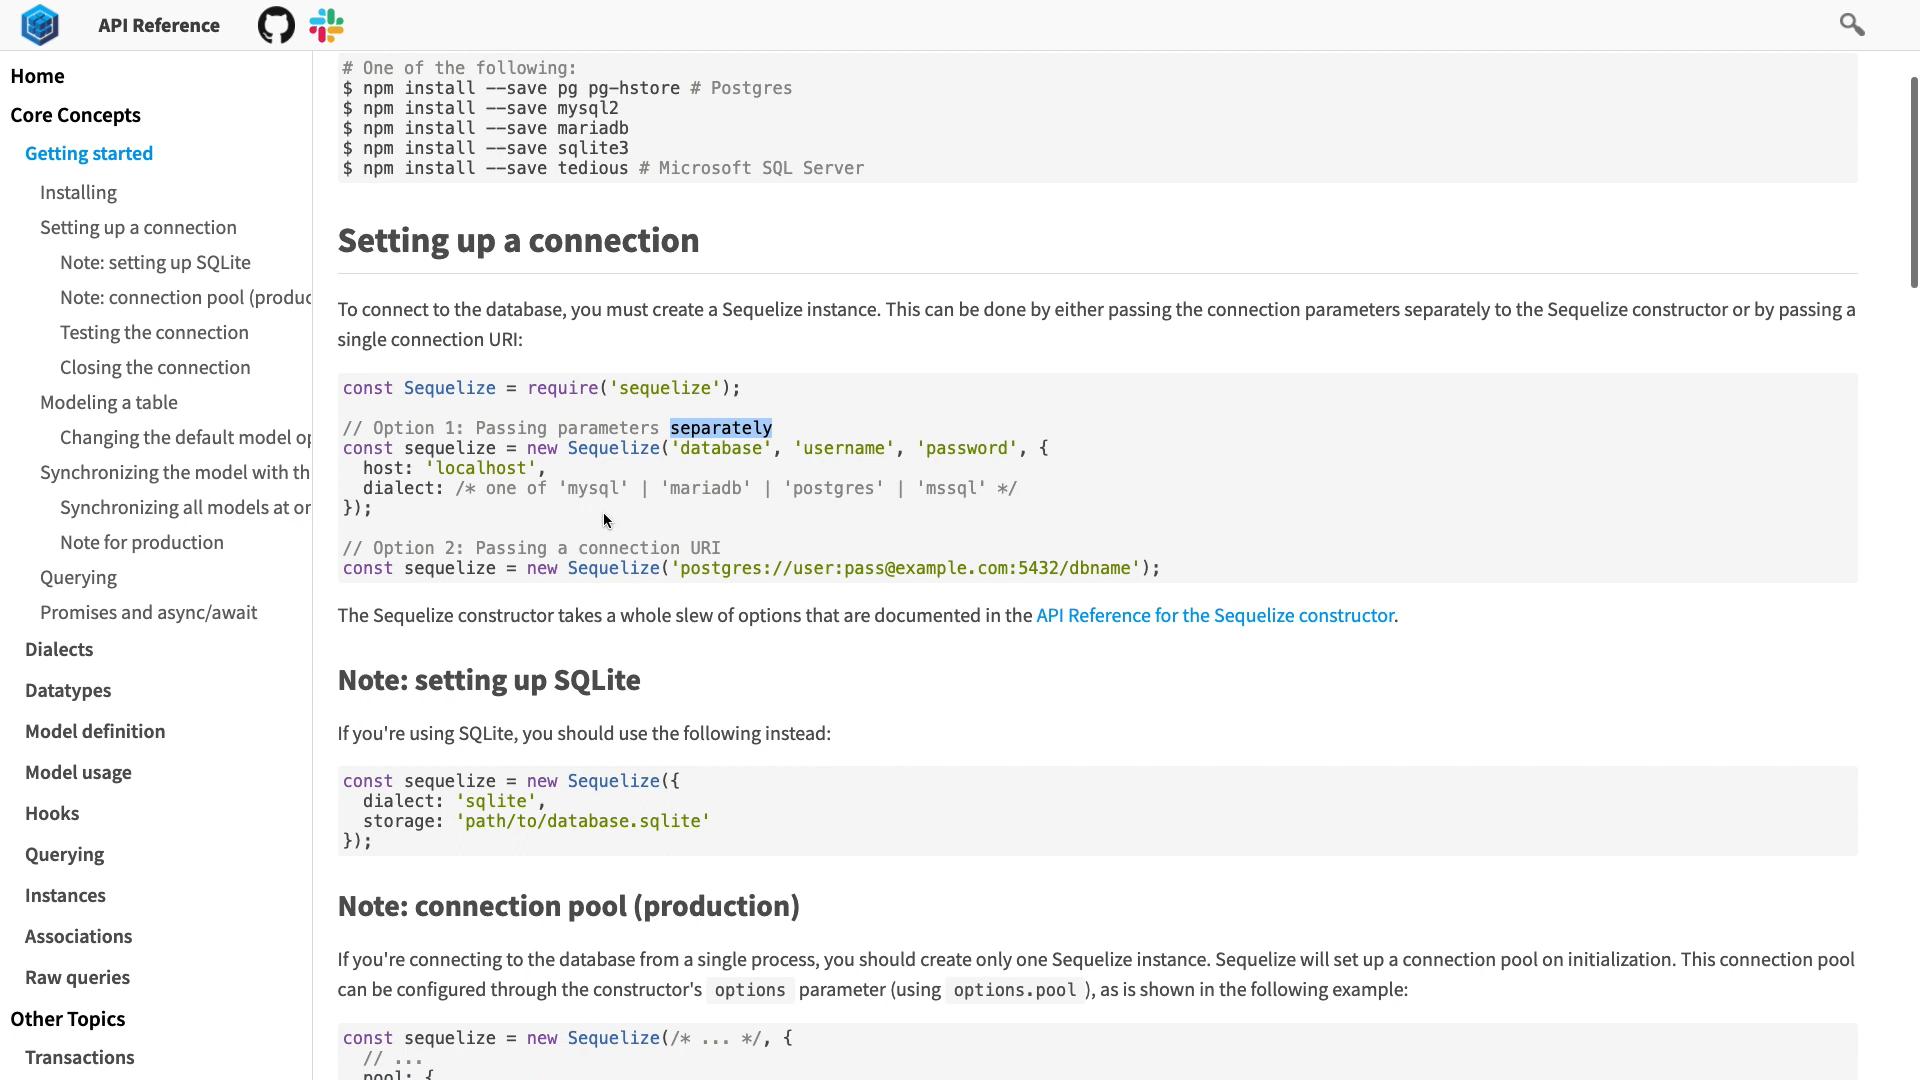 API Reference
Home
Core Concepts
Getting started
Installing
Setting up a connection
Note: setting up SQLite
Note: connection pool (produc
Testing the connection
Closing the connection
Modeling a table
Changing the default model op
Synchronizing the model with th
Synchronizing all models at or
Note for production
Querying
Promises and async/await
Dialects
Datatypes
Model definition
Model usage
Hooks
Querying
Instances
Associations
Raw queries
Other Topics
Transactions
# One of the following:
$ npm install --save pg pg-hstore # Postgres
$ npm install --save mysql2
$ npm install --save mariadb
$ npm install --save sqlite3
$ npm install --save tedious # Microsoft SQL Server
Setting up a connection
To connect to the database, you must create a Sequelize instance. This can be done by either passing the connection parameters separately to the Sequelize constructor or by passing a
single connection URI:
const Sequelize = require('sequelize');
// Option 1: Passing parameters separately
const sequelize = new Sequelize('database', 'username', 'password', {
  host: 'localhost',
  dialect: /* one of 'mysql' | 'mariadb' | 'postgres' | 'mssql' */
});
// Option 2: Passing a connection URI
const sequelize = new Sequelize('postgres://user:pass@example.com:5432/dbname');
The Sequelize constructor takes a whole slew of options that are documented in the API Reference for the Sequelize constructor.
Note: setting up SQLite
If you're using SQLite, you should use the following instead:
const sequelize = new Sequelize({
  dialect: 'sqlite',
  storage: 'path/to/database.sqlite'
});
Note: connection pool (production)
If you're connecting to the database from a single process, you should create only one Sequelize instance. Sequelize will set up a connection pool on initialization. This connection pool
can be configured through the constructor's options parameter (using options.pool ), as is shown in the following example:
const sequelize = new Sequelize(/* ... */, {
  // ...
  pool: {